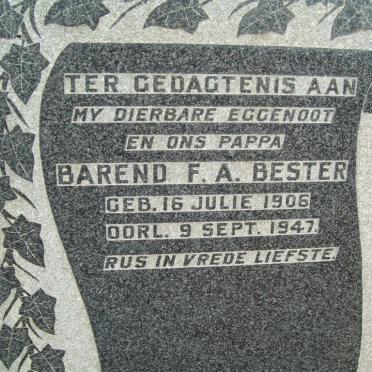 TER GEDAGTENIS AAN
MY DIERBARE EGGENOOT
EN ONS PAPPA
BAREND F. A. BESTER
GEB. 16 JULIE 1906
OORL. 9 SEPT. 1947.
RUS IN VREDE LIEFSTE.